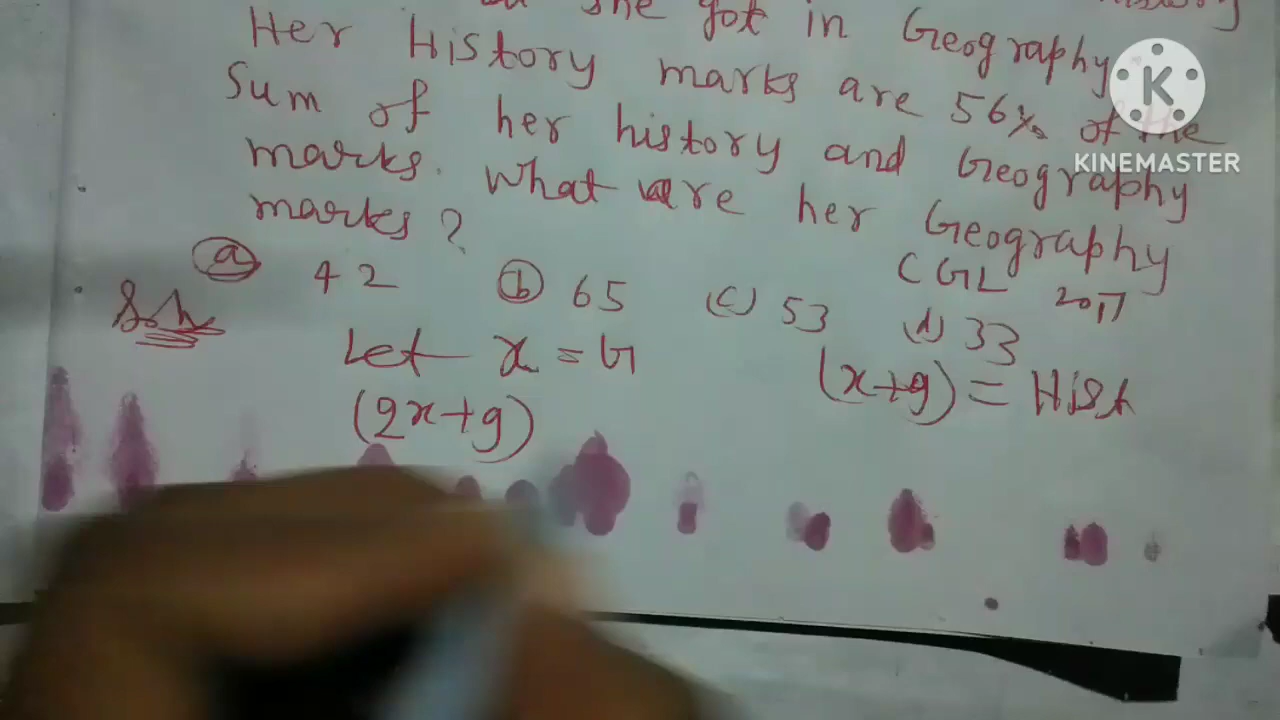 she got in Geography
Her History marks are 56% of the
Sum of her history and Geography
marks. What are her Geography
marks?
CGL 2017
(a) 42 (b) 65 (c) 53 (d) 33
Soln
Let x = G (x+9) = Hist
(2x+9)
K
KINEMASTER